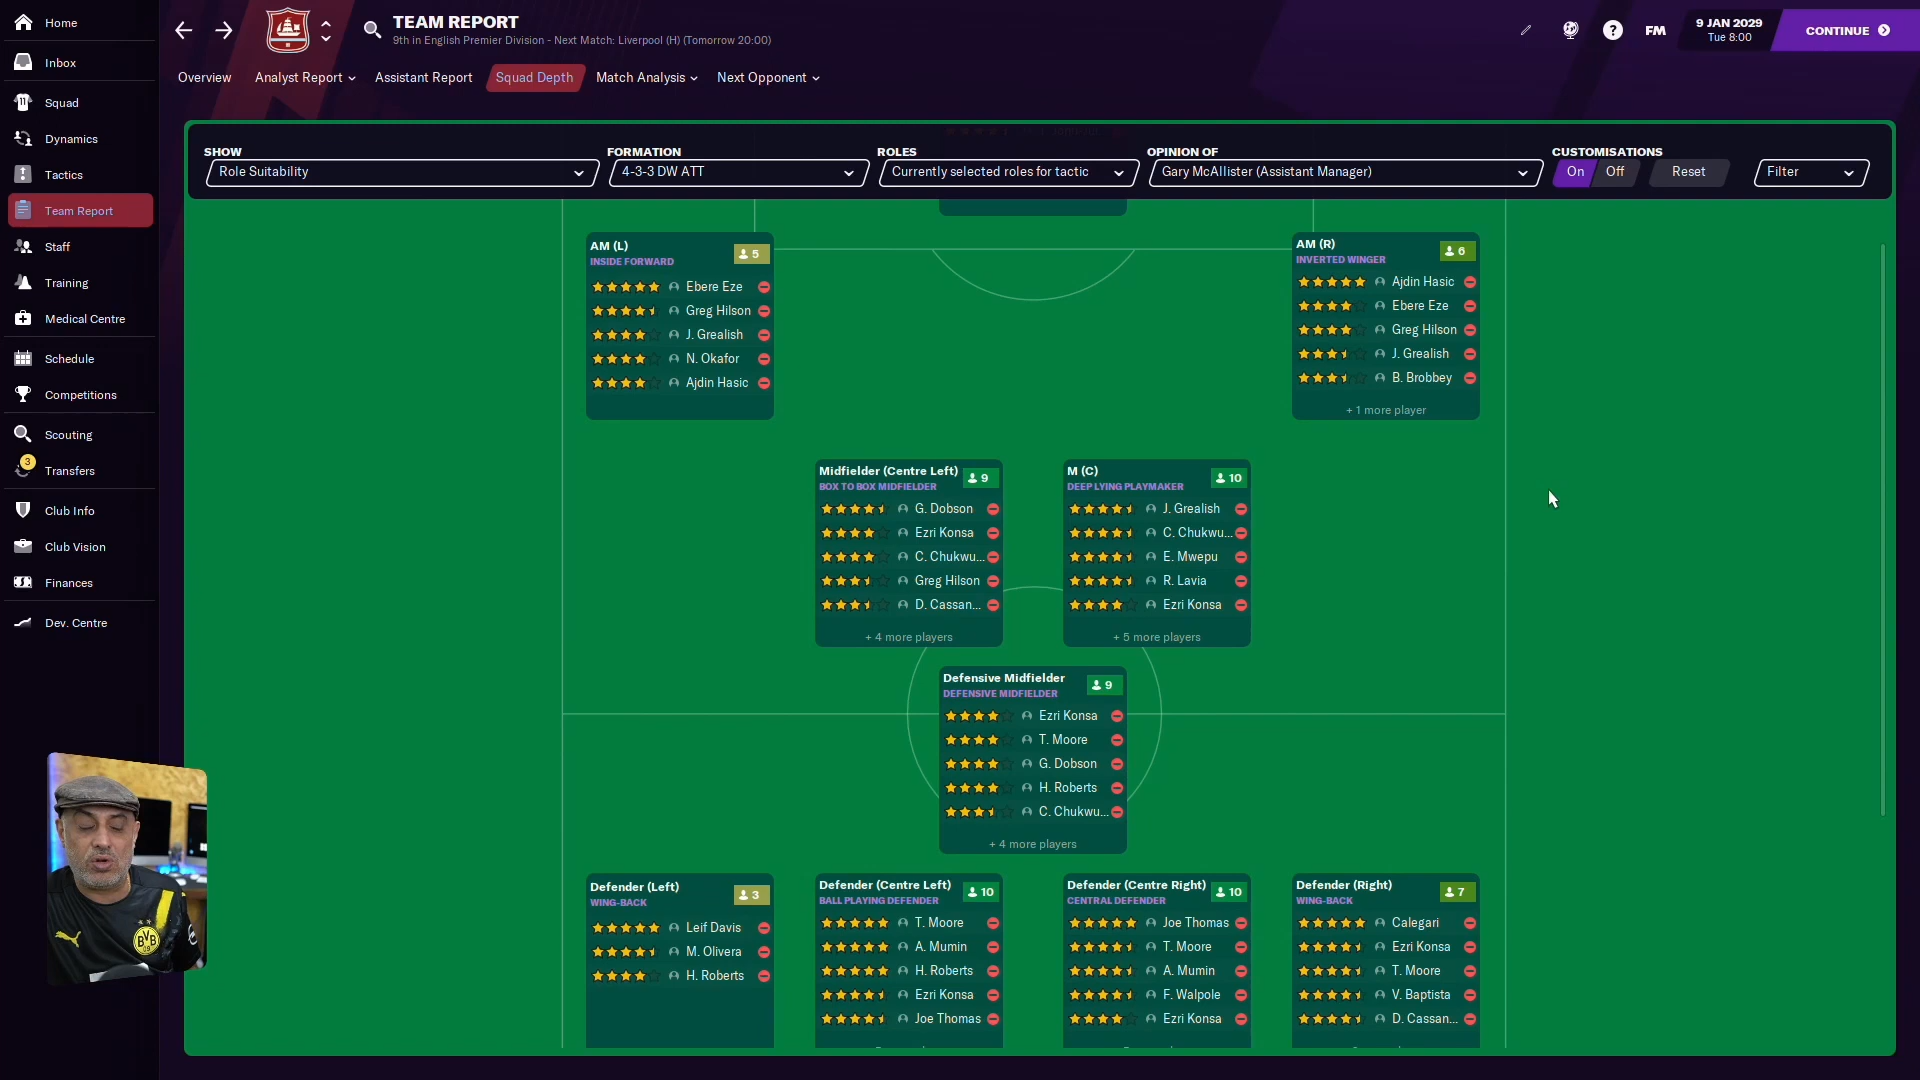 Home
Inbox
Squad
Dynamics
Tactics
Team Report
Staff
Training
Medical Centre
Schedule
Competitions
Scouting
3
Transfers
Club Info
Club Vision
Finances
Dev. Centre
TEAM REPORT
9th in English Premier Division - Next Match: Liverpool (H) (Tomorrow 20:00)
FM
9 JAN 2029
Tue 8:00
CONTINUE
Overview Analyst Report Assistant Report Squad Depth Match Analysis Next Opponent
SHOW FORMATION ROLES OPINION OF CUSTOMISATIONS
Role Suitability 4-3-3 DW ATT Currently selected roles for tactic Gary McAllister (Assistant Manager) On Off Reset Filter
AM (L) 5
INSIDE FORWARD
Ebere Eze
Greg Hilson
J. Grealish
N. Okafor
Ajdin Hasic
AM (R) 6
INVERTED WINGER
Ajdin Hasic
Ebere Eze
Greg Hilson
J. Grealish
B. Brobbey
+ 1 more player
Midfielder (Centre Left) 9
BOX TO BOX MIDFIELDER
G. Dobson
Ezri Konsa
C. Chukwu...
Greg Hilson
D. Cassan...
+ 4 more players
M (C) 10
DEEP LYING PLAYMAKER
J. Grealish
C. Chukwu...
E. Mwepu
R. Lavia
Ezri Konsa
+ 5 more players
Defensive Midfielder 9
DEFENSIVE MIDFIELDER
Ezri Konsa
T. Moore
G. Dobson
H. Roberts
C. Chukwu...
+ 4 more players
Defender (Left) 3
WING-BACK
Leif Davis
M. Olivera
H. Roberts
Defender (Centre Left) 10
BALL PLAYING DEFENDER
T. Moore
A. Mumin
H. Roberts
Ezri Konsa
Joe Thomas
Defender (Centre Right) 10
CENTRAL DEFENDER
Joe Thomas
T. Moore
A. Mumin
F. Walpole
Ezri Konsa
Defender (Right) 7
WING-BACK
Calegari
Ezri Konsa
T. Moore
V. Baptista
D. Cassan...
BVB
09